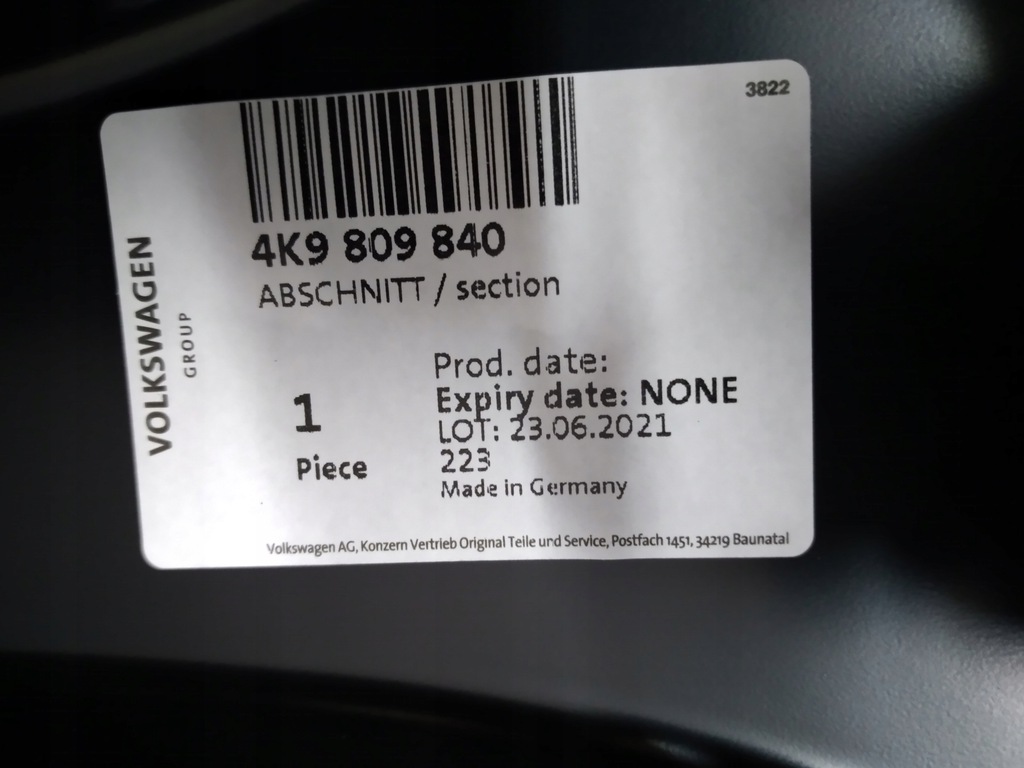 3822
VOLKSWAGEN
GROUP
4K9 809 840
ABSCHNITT / section
1
Piece
Prod. date:
Expiry date: NONE
LOT: 23.06.2021
223
Made in Germany
Volkswagen AG, Konzern Vertrieb Original Teile und Service, Postfach 1451, 34219 Baunatal